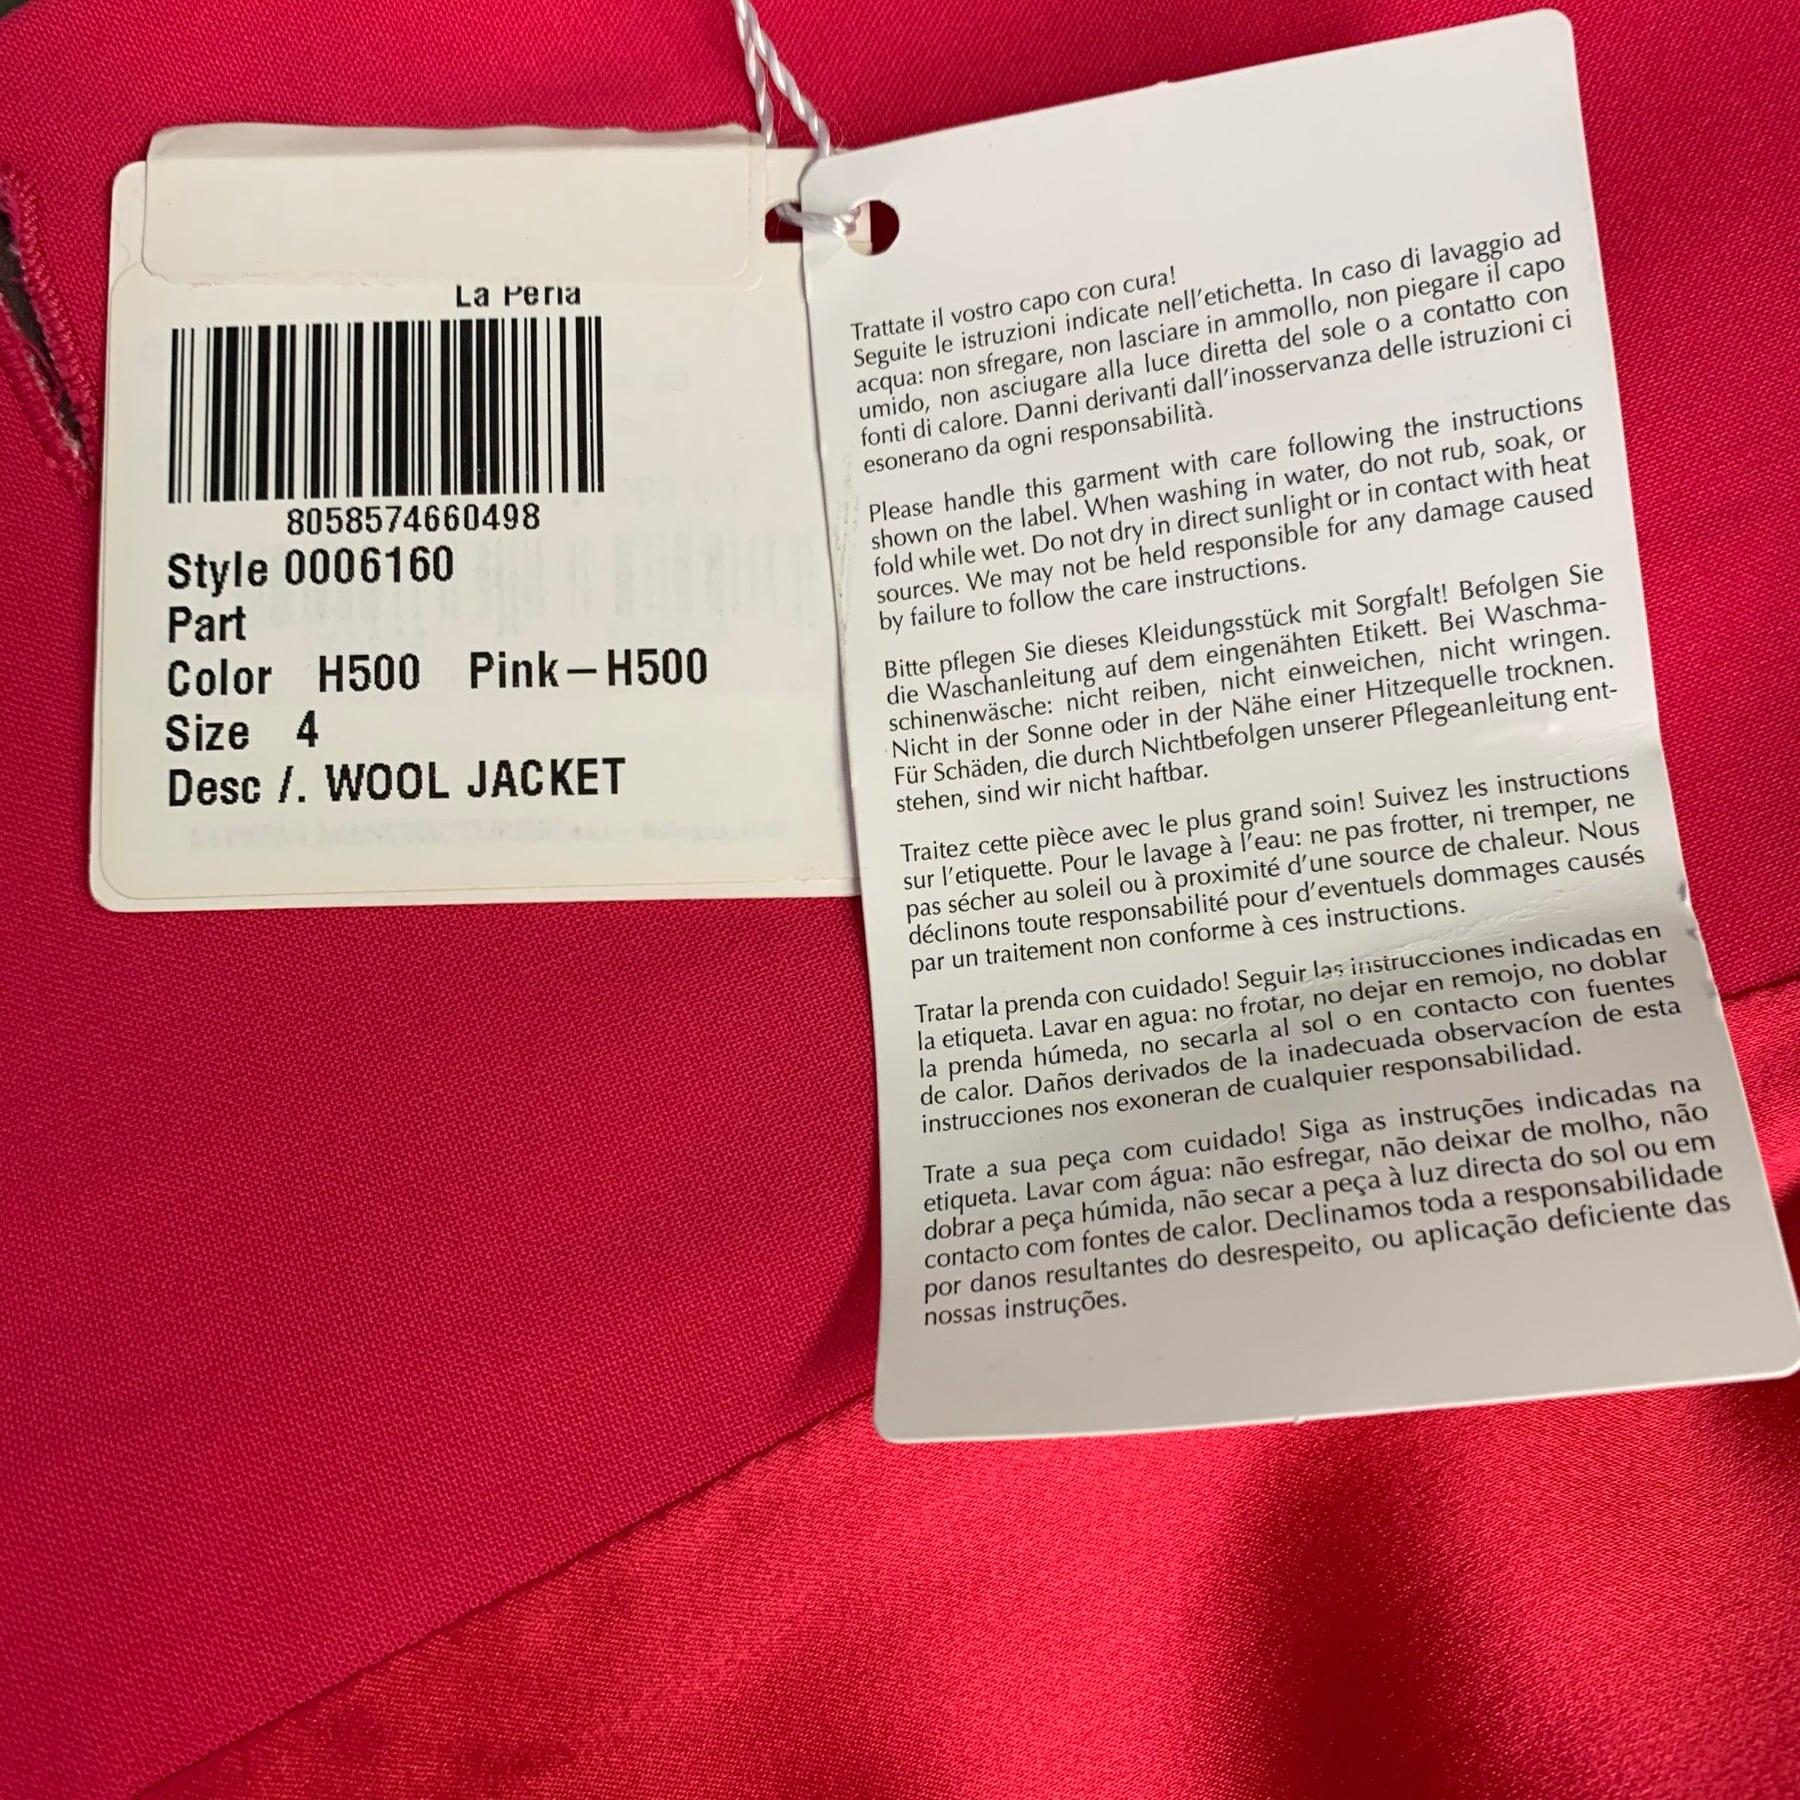 La Perla
8058574660498
Style 0006160
Part
Color H500 Pink–H500
Size 4
Desc /. WOOL JACKET
Trattate il vostro capo con cura!
Seguite le istruzioni indicate nell'etichetta. In caso di lavaggio ad
acqua: non sfregare, non lasciare in ammollo, non piegare il capo
umido, non asciugare alla luce diretta del sole o a contatto con
fonti di calore. Danni derivanti dall'inosservanza delle istruzioni ci
esonerano da ogni responsabilità.
Please handle this garment with care following the instructions
shown on the label. When washing in water, do not rub, soak, or
fold while wet. Do not dry in direct sunlight or in contact with heat
sources. We may not be held responsible for any damage caused
by failure to follow the care instructions.
Bitte pflegen Sie dieses Kleidungsstück mit Sorgfalt! Befolgen Sie
die Waschanleitung auf dem eingenähten Etikett. Bei Waschma-
schinenwäsche: nicht reiben, nicht einweichen, nicht wringen.
Nicht in der Sonne oder in der Nähe einer Hitzequelle trocknen.
Für Schäden, die durch Nichtbefolgen unserer Pflegeanleitung ent-
stehen, sind wir nicht haftbar.
Traitez cette pièce avec le plus grand soin! Suivez les instructions
sur l'etiquette. Pour le lavage à l'eau: ne pas frotter, ni tremper, ne
pas sécher au soleil ou à proximité d'une source de chaleur. Nous
déclinons toute responsabilité pour d'eventuels dommages causés
par un traitement non conforme à ces instructions.
Tratar la prenda con cuidado! Seguir las instrucciones indicadas en
la etiqueta. Lavar en agua: no frotar, no dejar en remojo, no doblar
la prenda húmeda, no secarla al sol o en contacto con fuentes
de calor. Daños derivados de la inadecuada observacíon de esta
instrucciones nos exoneran de cualquier responsabilidad.
Trate a sua peça com cuidado! Siga as instruções indicadas na
etiqueta. Lavar com água: não esfregar, não deixar de molho, não
dobrar a peça húmida, não secar a peça à luz directa do sol ou em
contacto com fontes de calor. Declinamos toda a responsabilidade
por danos resultantes do desrespeito, ou aplicação deficiente das
nossas instruções.